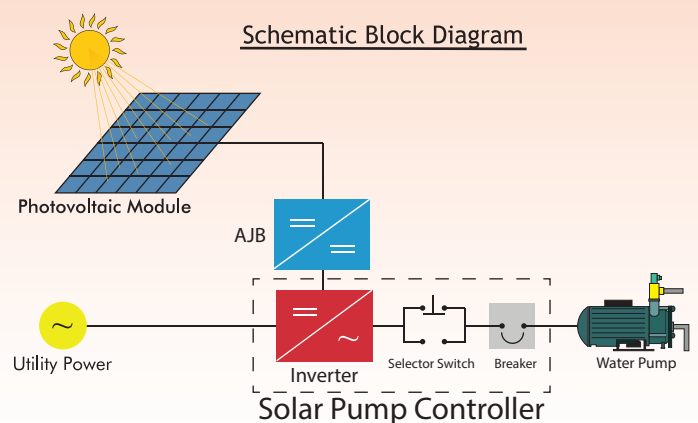 Schematic Block Diagram
Photovoltaic Module
AJB
Utility Power
Inverter
Selector Switch
Breaker
Water Pump
Solar Pump Controller